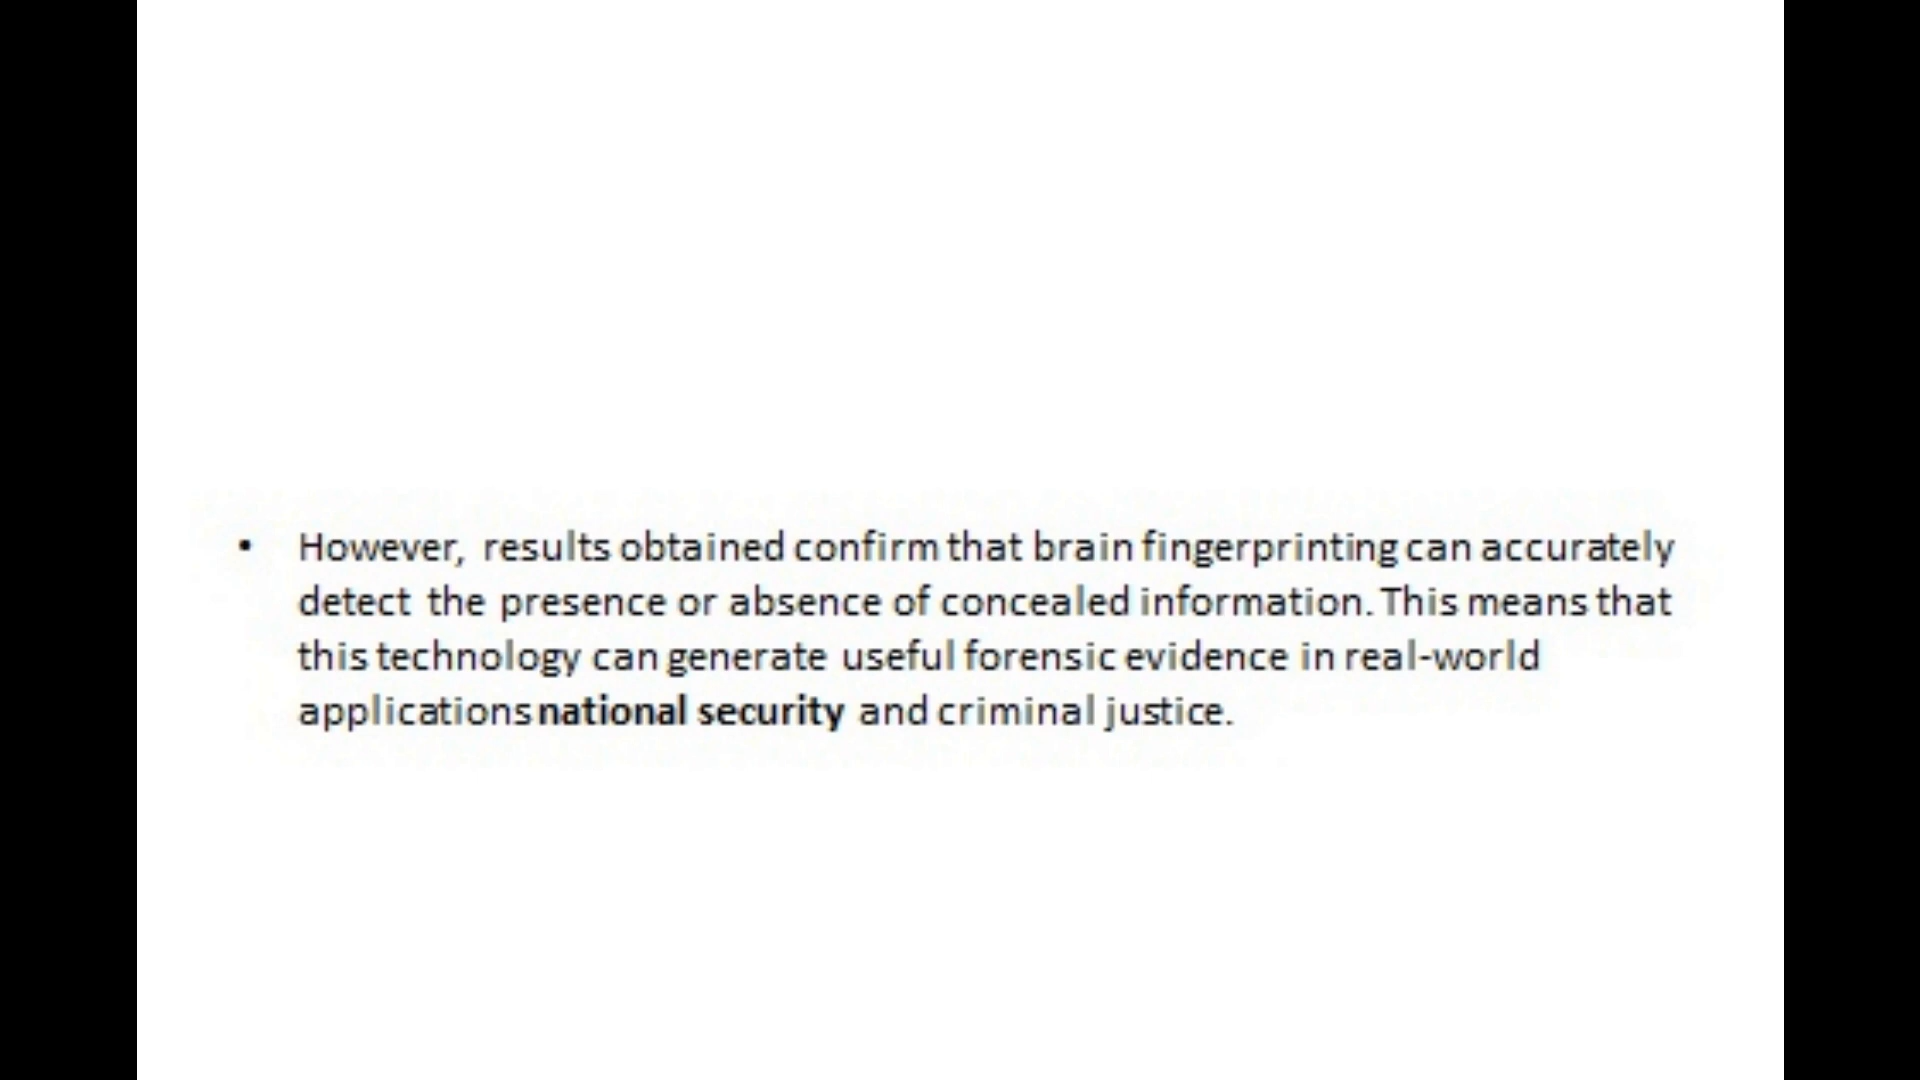 • However, results obtained confirm that brain fingerprinting can accurately
detect the presence or absence of concealed information. This means that
this technology can generate useful forensic evidence in real-world
applications national security and criminal justice.